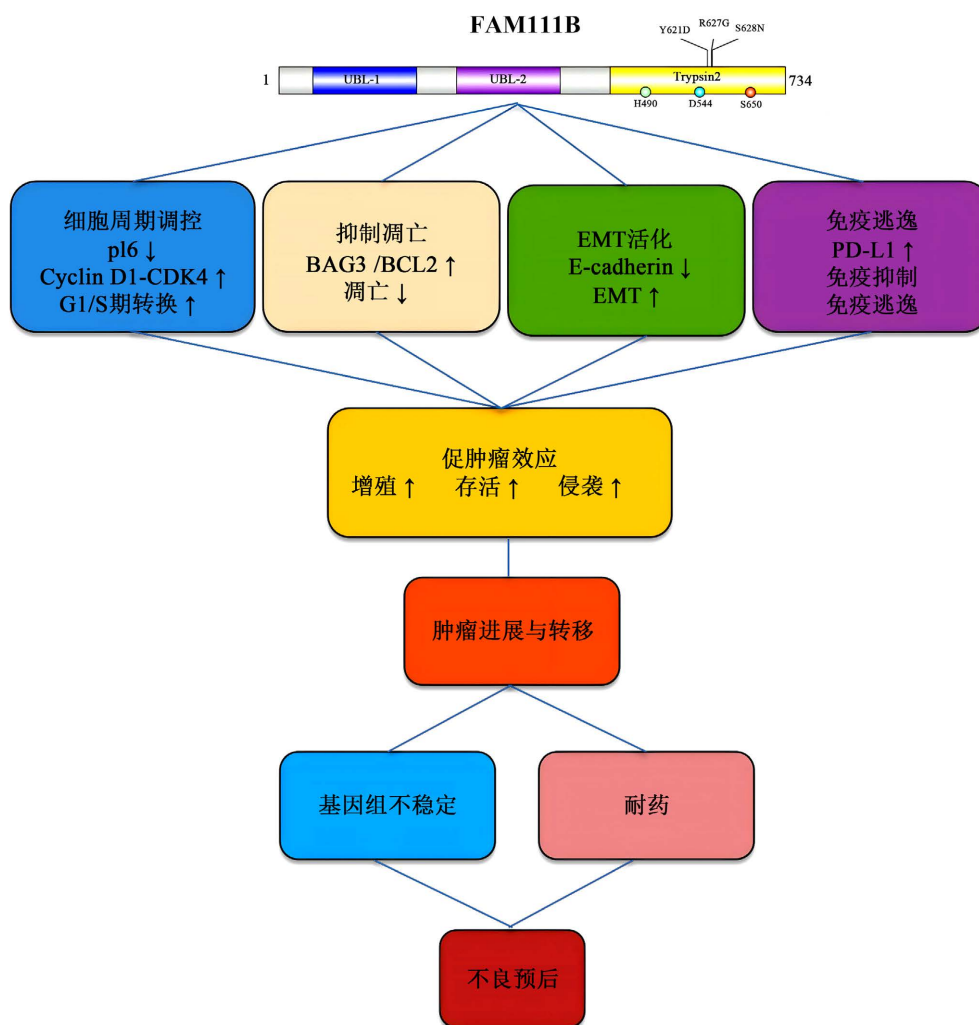 FAM111B
Y621D R627G S628N
1 UBL-1 UBL-2 Trypsin2 734
H490 D544 S650
细胞周期调控
pl6 ↓
Cyclin D1-CDK4 ↑
G1/S期转换 ↑
抑制凋亡
BAG3 /BCL2 ↑
凋亡 ↓
EMT活化
E-cadherin ↓
EMT ↑
免疫逃逸
PD-L1 ↑
免疫抑制
免疫逃逸
促肿瘤效应
增殖 ↑ 存活 ↑ 侵袭 ↑
肿瘤进展与转移
基因组不稳定
耐药
不良预后